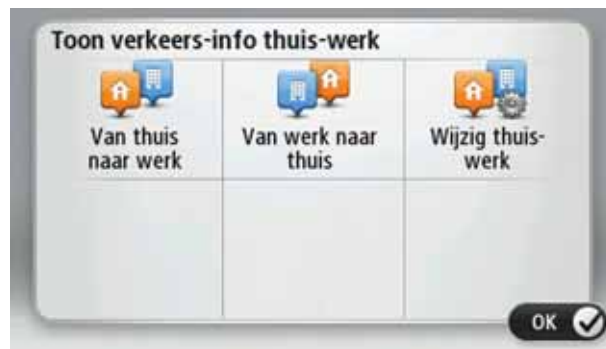 Toon verkeers-info thuis-werk
Van thuis
naar werk
Van werk naar
thuis
Wijzig thuis-
werk
OK